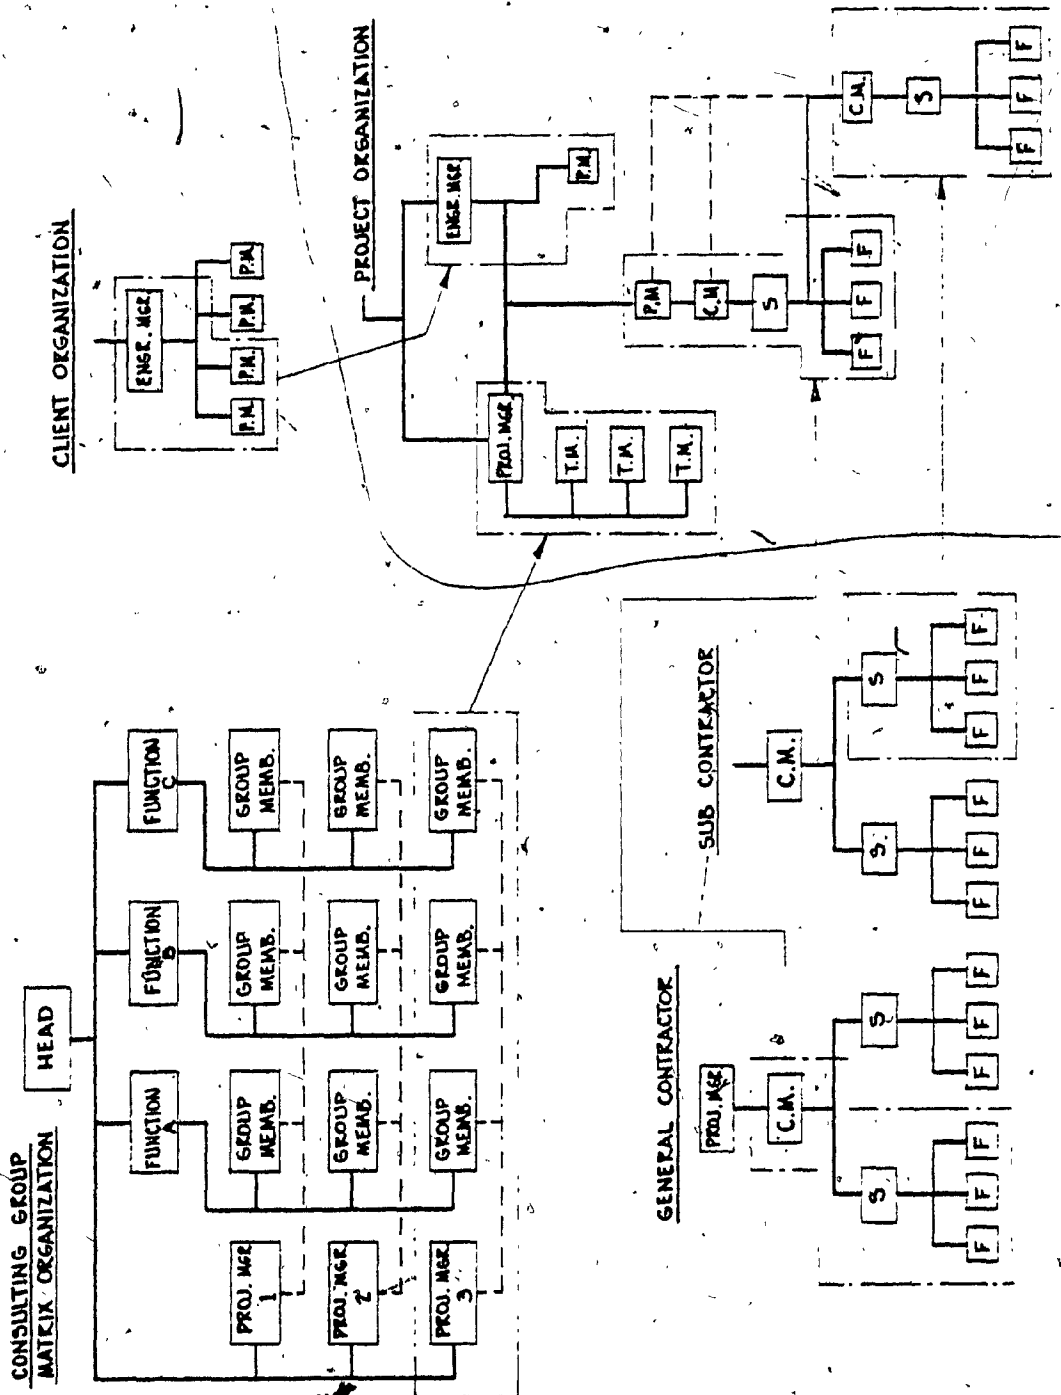 CONSULTING GROUP
MATRIX ORGANIZATION
HEAD
FUNCTION A
FUNCTION B
FUNCTION C
PROJ. MGR 1
GROUP MEMB.
GROUP MEMB.
GROUP MEMB.
PROJ. MGR. 2
GROUP MEMB.
GROUP MEMB.
GROUP MEMB.
PROJ. MGR 3
GROUP MEMB.
GROUP MEMB.
GROUP MEMB.
CLIENT ORGANIZATION
ENGR. MGR.
P.M. P.M. P.M. P.M.
PROJECT ORGANIZATION
PROJ. MGR.
T.M.
T.M.
T.M.
ENGR. MGR.
P.M.
P.M
C.M
S
F F F
C.M.
S
F F F
GENERAL CONTRACTOR
PROJ. MGR.
C.M.
S S
F F F F F F
SUB CONTRACTOR
C.M.
S. S
F F F F F F